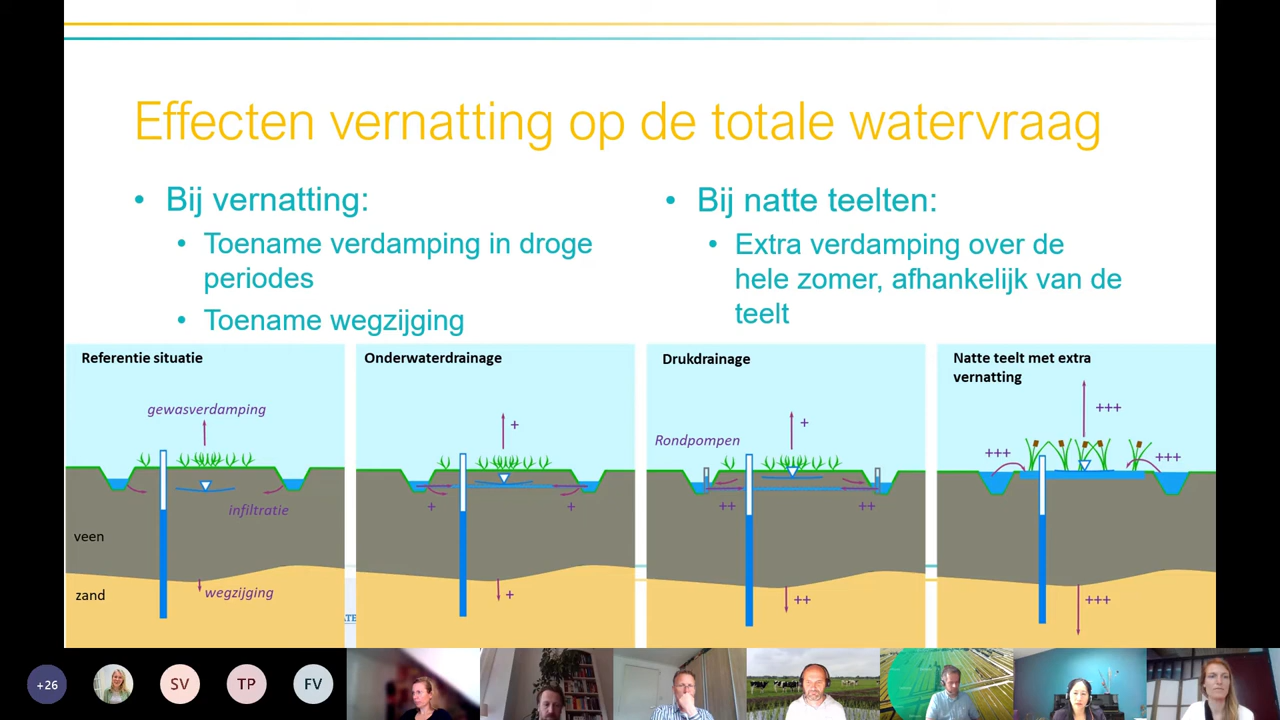 Effecten vernatting op de totale watervraag
• Bij vernatting:
• Toename verdamping in droge
periodes
• Toename wegzijging
• Bij natte teelten:
• Extra verdamping over de
hele zomer, afhankelijk van de
teelt
Referentie situatie
gewasverdamping
infiltratie
veen
zand
wegzijging
Onderwaterdrainage
+
+ +
+
Drukdrainage
Rondpompen
+
++ ++
++
Natte teelt met extra
vernatting
+++
+++ +++
+++
ATE
+26 SV TP FV